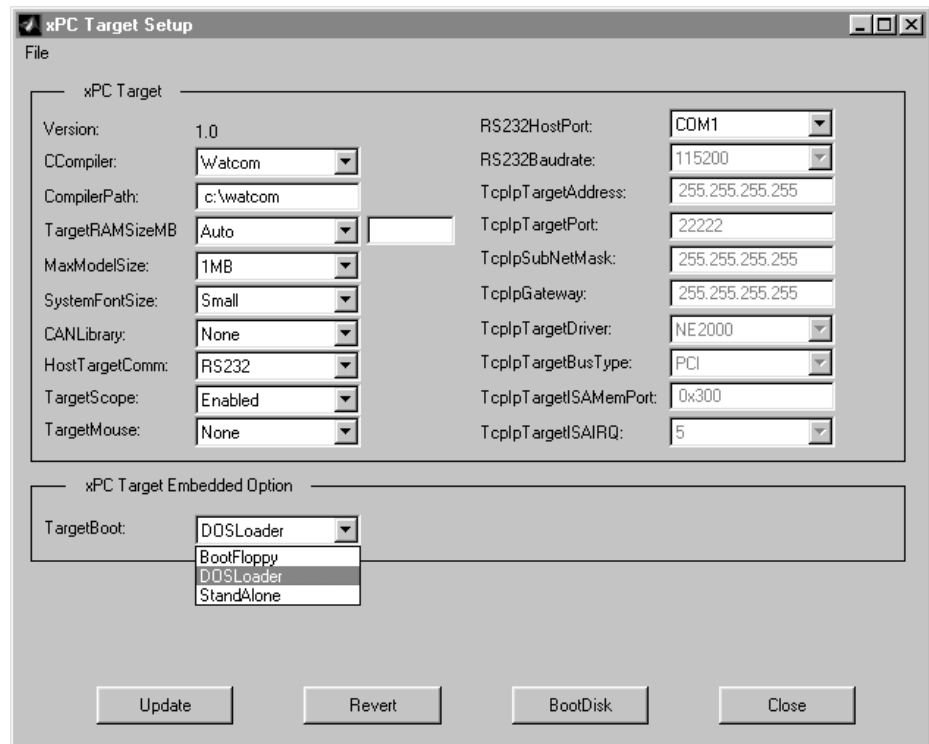 xPC Target Setup
File
xPC Target
Version: 1.0
CCompiler: Watcom
CompilerPath: c:\watcom
TargetRAMSizeMB Auto
MaxModelSize: 1MB
SystemFontSize: Small
CANLibrary: None
HostTargetComm: RS232
TargetScope: Enabled
TargetMouse: None
RS232HostPort: COM1
RS232Baudrate: 115200
TcpIpTargetAddress: 255.255.255.255
TcpIpTargetPort: 22222
TcpIpSubNetMask: 255.255.255.255
TcpIpGateway: 255.255.255.255
TcpIpTargetDriver: NE2000
TcpIpTargetBusType: PCI
TcpIpTargetISAMemPort: 0x300
TcpIpTargetISAIRQ: 5
xPC Target Embedded Option
TargetBoot: DOSLoader
BootFloppy
DOSLoader
StandAlone
Update Revert BootDisk Close